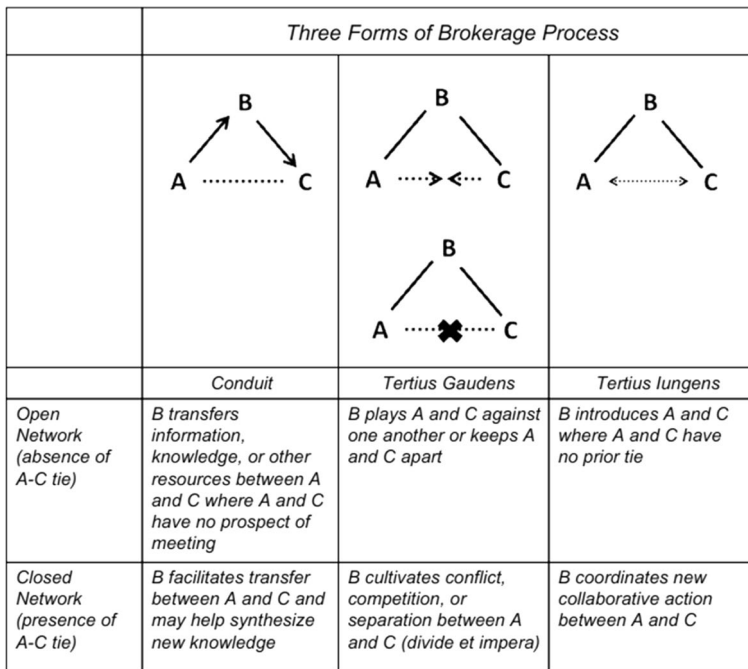 Three Forms of Brokerage Process
B
A
C
B
A
C
B
A
C
B
A
C
Conduit
Tertius Gaudens
Tertius Iungens
Open
Network
(absence of
A-C tie)
B transfers
information,
knowledge, or other
resources between A
and C where A and C
have no prospect of
meeting
B plays A and C against
one another or keeps A
and C apart
B introduces A and C
where A and C have
no prior tie
Closed
Network
(presence of
A-C tie)
B facilitates transfer
between A and C and
may help synthesize
new knowledge
B cultivates conflict,
competition, or
separation between A
and C (divide et impera)
B coordinates new
collaborative action
between A and C